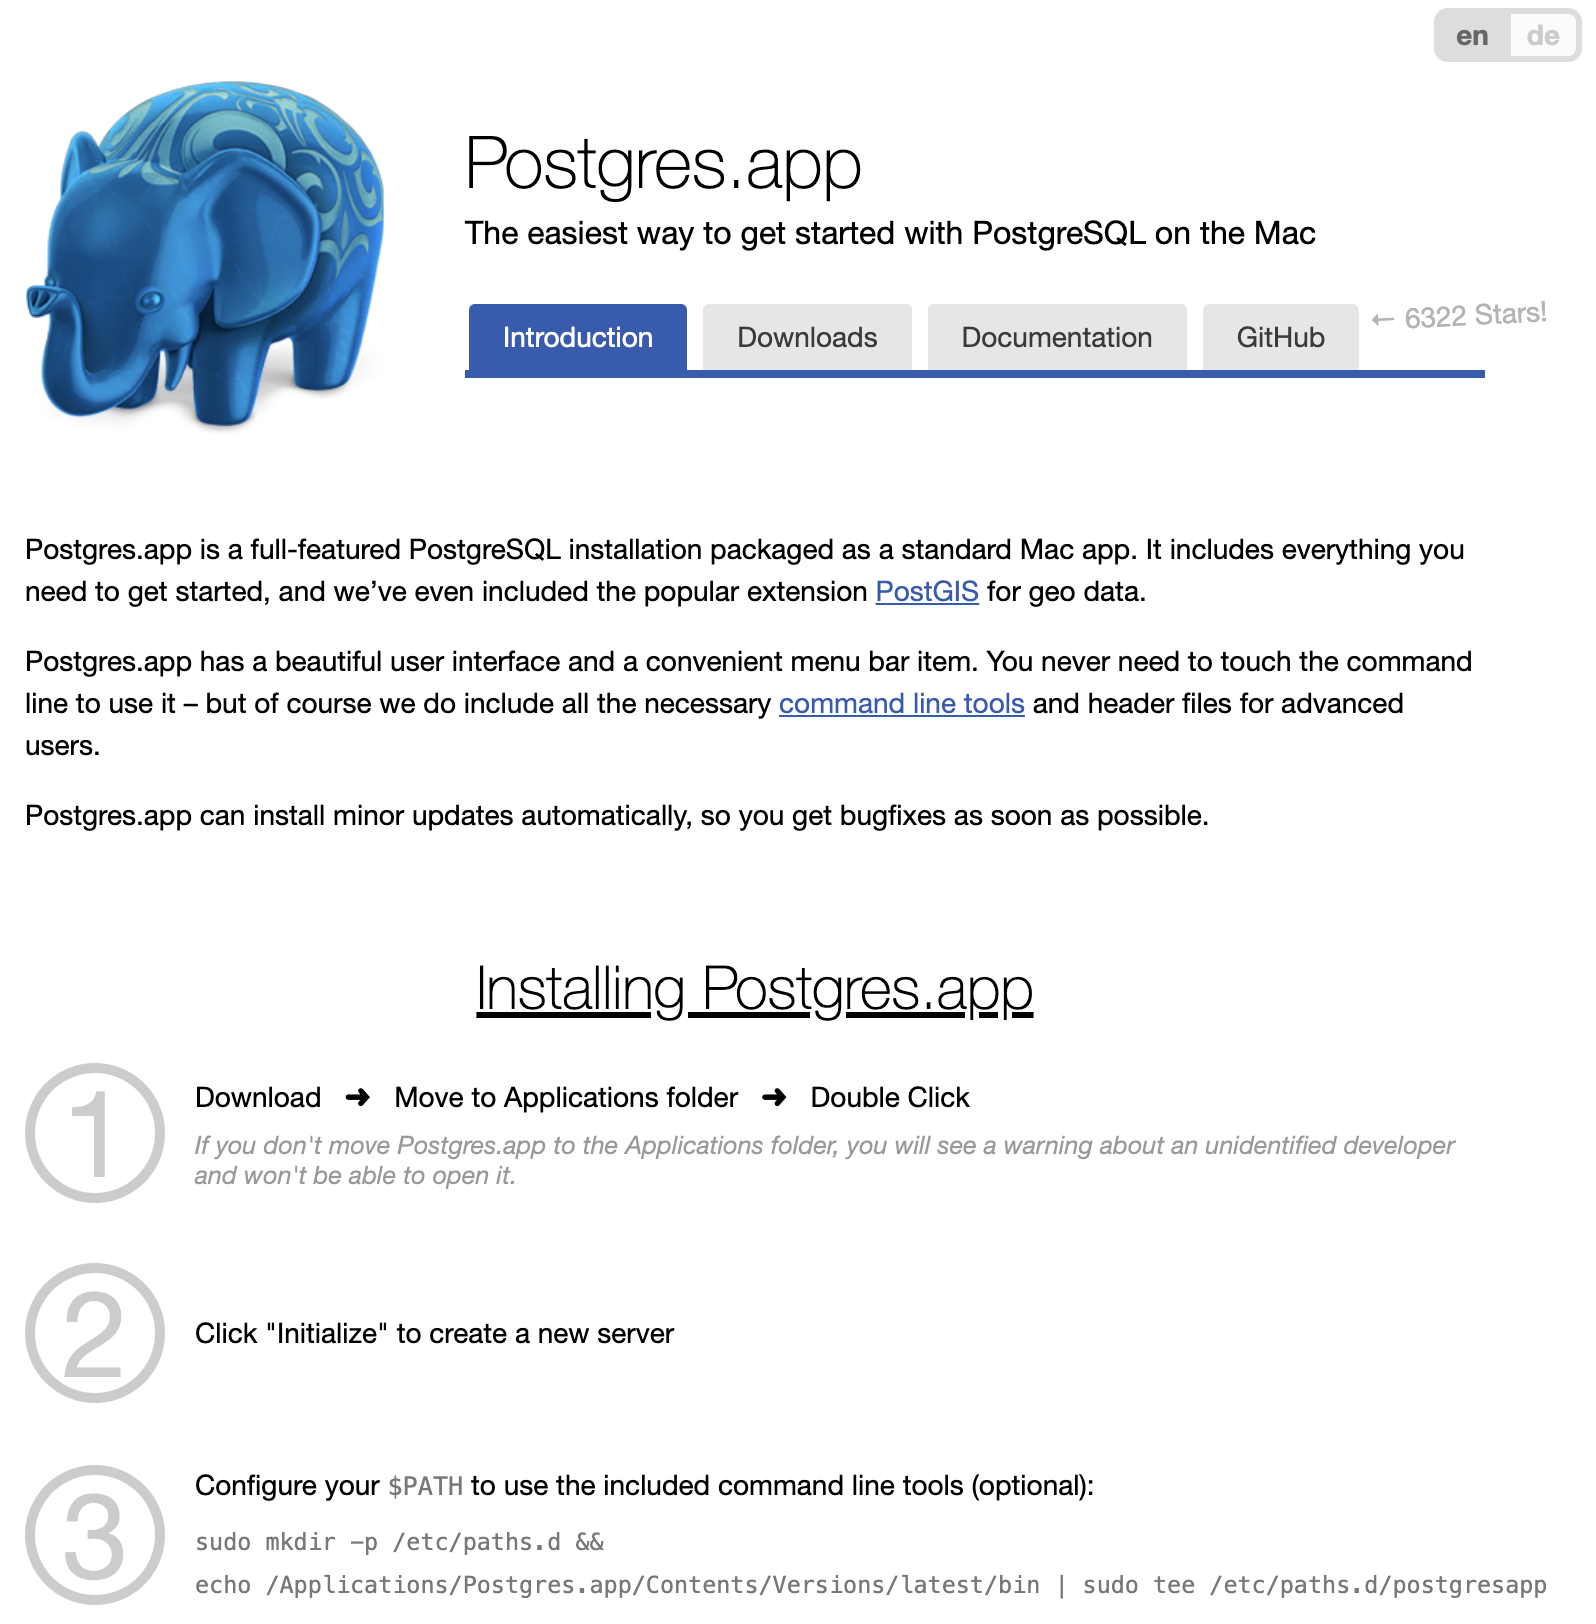 en de
Postgres.app
The easiest way to get started with PostgreSQL on the Mac
Introduction Downloads Documentation GitHub ← 6322 Stars!
Postgres.app is a full-featured PostgreSQL installation packaged as a standard Mac app. It includes everything you
need to get started, and we’ve even included the popular extension PostGIS for geo data.
Postgres.app has a beautiful user interface and a convenient menu bar item. You never need to touch the command
line to use it – but of course we do include all the necessary command line tools and header files for advanced
users.
Postgres.app can install minor updates automatically, so you get bugfixes as soon as possible.
Installing Postgres.app
1
Download ➜ Move to Applications folder ➜ Double Click
If you don't move Postgres.app to the Applications folder, you will see a warning about an unidentified developer
and won't be able to open it.
2
Click "Initialize" to create a new server
3
Configure your $PATH to use the included command line tools (optional):
sudo mkdir -p /etc/paths.d &&
echo /Applications/Postgres.app/Contents/Versions/latest/bin | sudo tee /etc/paths.d/postgresapp